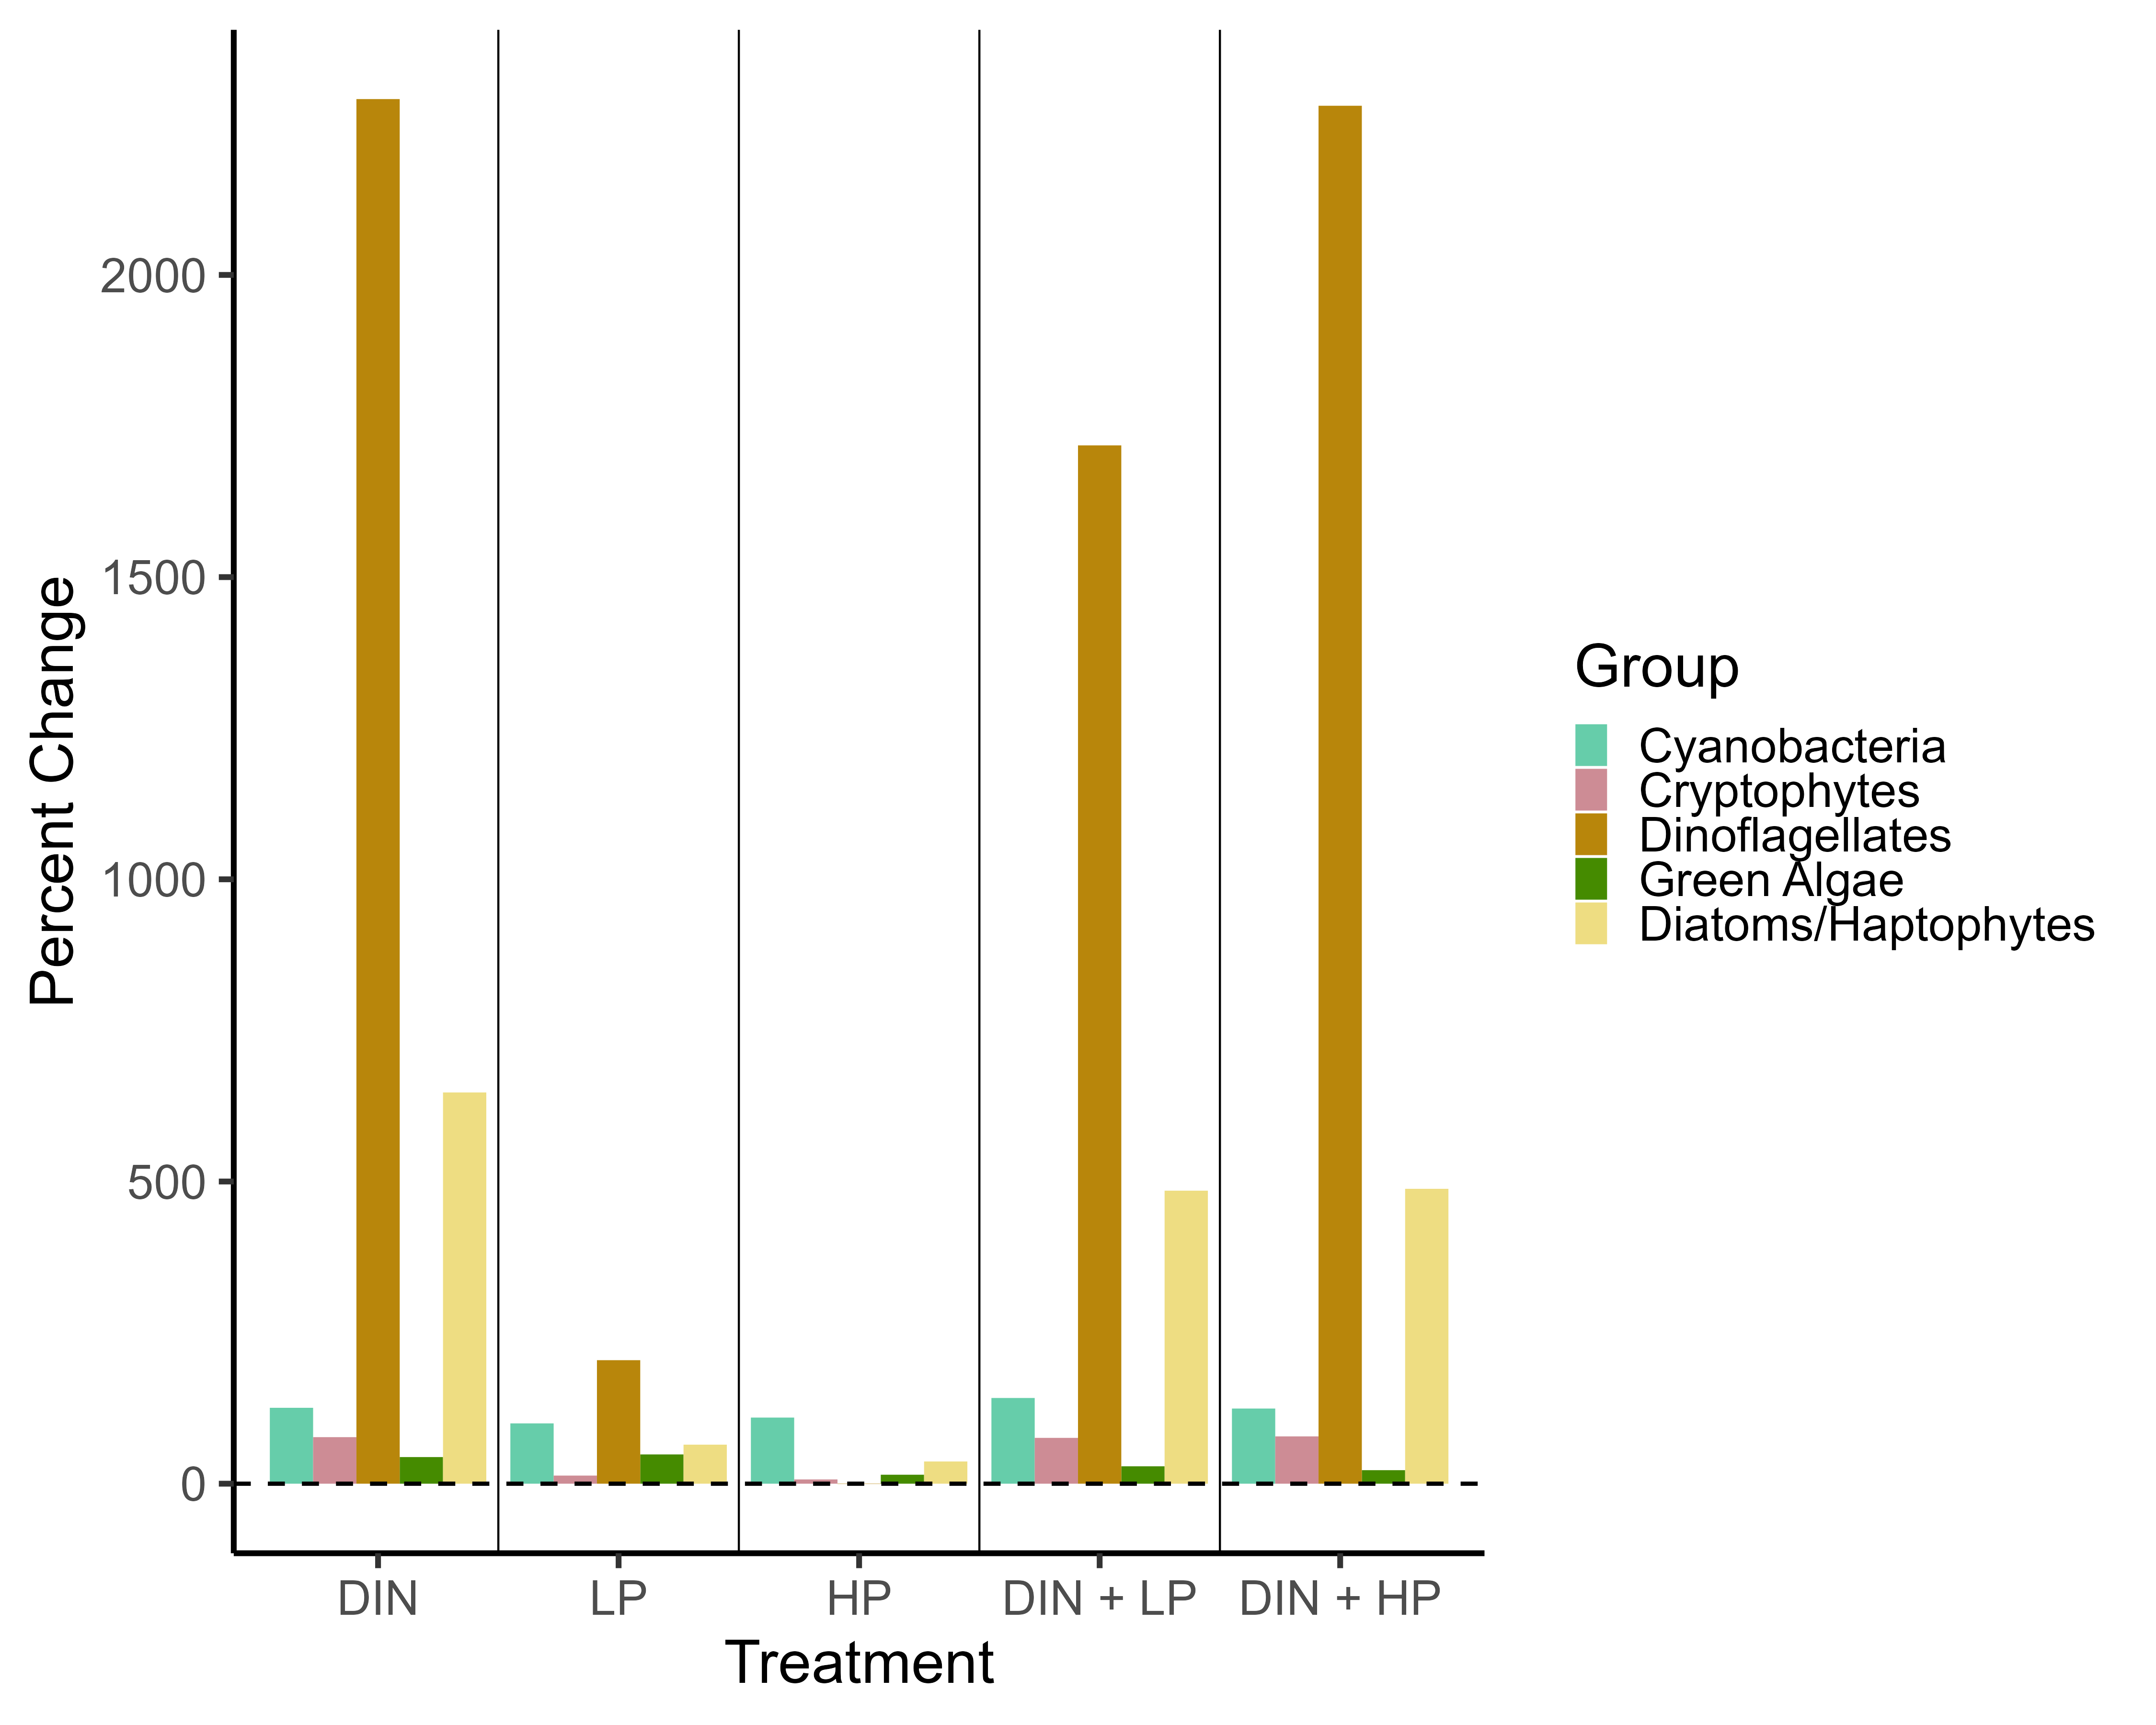 Percent Change
2000
1500
1000
500
0
DIN
LP
HP
DIN + LP
DIN + HP
Treatment
Group
Cyanobacteria
Cryptophytes
Dinoflagellates
Green Algae
Diatoms/Haptophytes